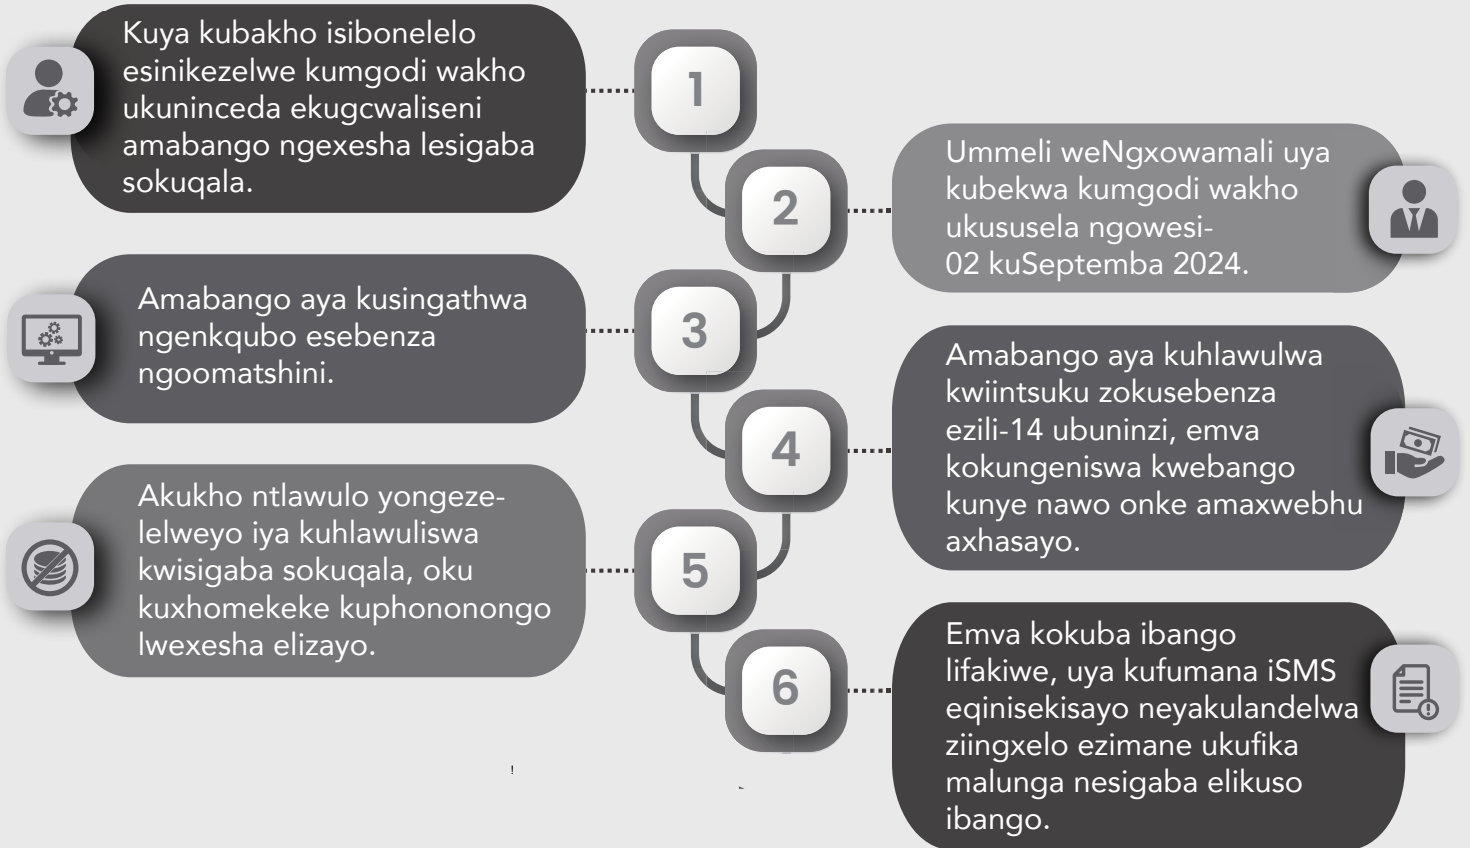 Kuya kubakho isibonelelo
esinikezelwe kumgodi wakho
ukuninceda ekugcwaliseni
amabango ngexesha lesigaba
sokuqala.
1
2
Ummeli weNgxowamali uya
kubekwa kumgodi wakho
ukususela ngowesi-
02 kuSeptemba 2024.
Amabango aya kusingathwa
ngenkqubo esebenza
ngoomatshini.
3
4
Amabango aya kuhlawulwa
kwiintsuku zokusebenza
ezili-14 ubuninzi, emva
kokungeniswa kwebango
kunye nawo onke amaxwebhu
axhasayo.
Akukho ntlawulo yongeze-
lelweyo iya kuhlawuliswa
kwisigaba sokuqala, oku
kuxhomekeke kuphononongo
lwexesha elizayo.
5
6
Emva kokuba ibango
lifakiwe, uya kufumana iSMS
eqinisekisayo neyakulandelwa
ziingxelo ezimane ukufika
malunga nesigaba elikuso
ibango.
!